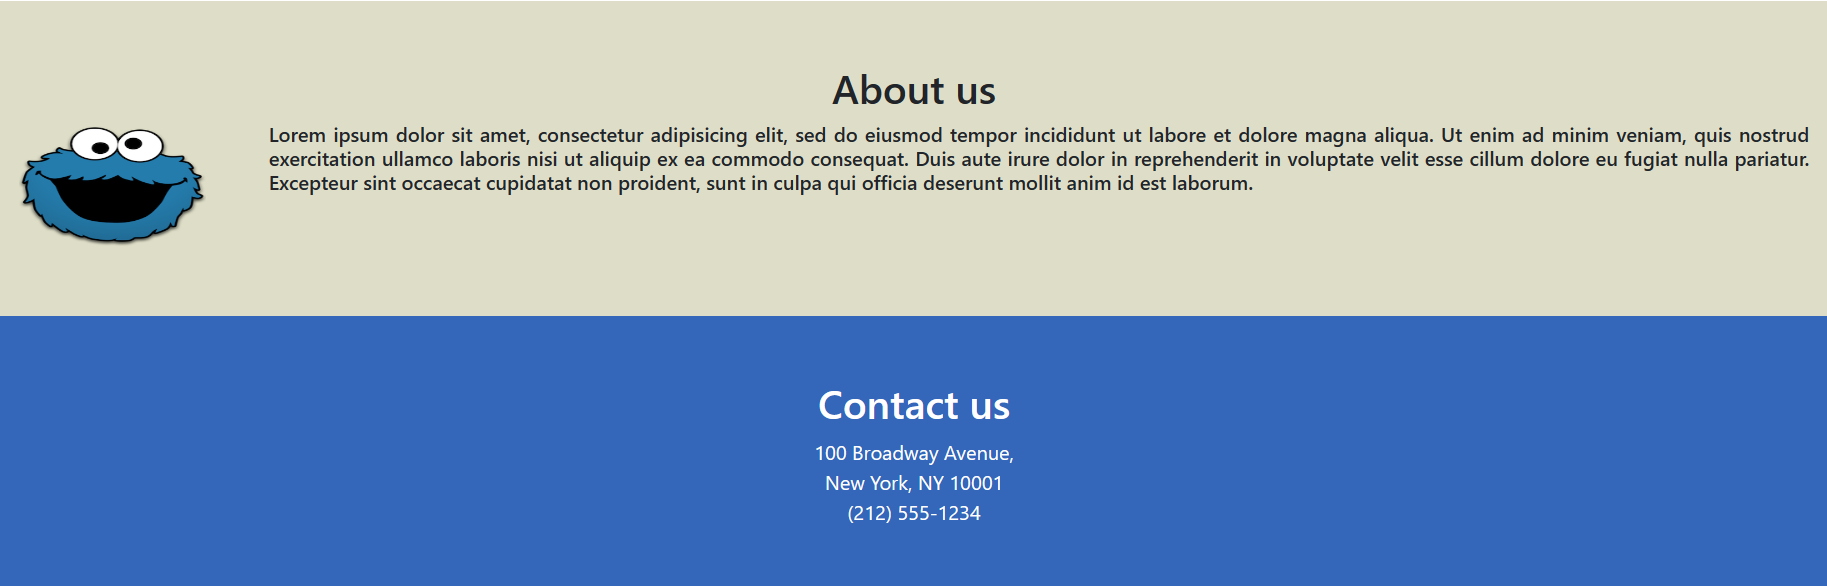 About us
Lorem ipsum dolor sit amet, consectetur adipisicing elit, sed do eiusmod tempor incididunt ut labore et dolore magna aliqua. Ut enim ad minim veniam, quis nostrud
exercitation ullamco laboris nisi ut aliquip ex ea commodo consequat. Duis aute irure dolor in reprehenderit in voluptate velit esse cillum dolore eu fugiat nulla pariatur.
Excepteur sint occaecat cupidatat non proident, sunt in culpa qui officia deserunt mollit anim id est laborum.
Contact us
100 Broadway Avenue,
New York, NY 10001
(212) 555-1234